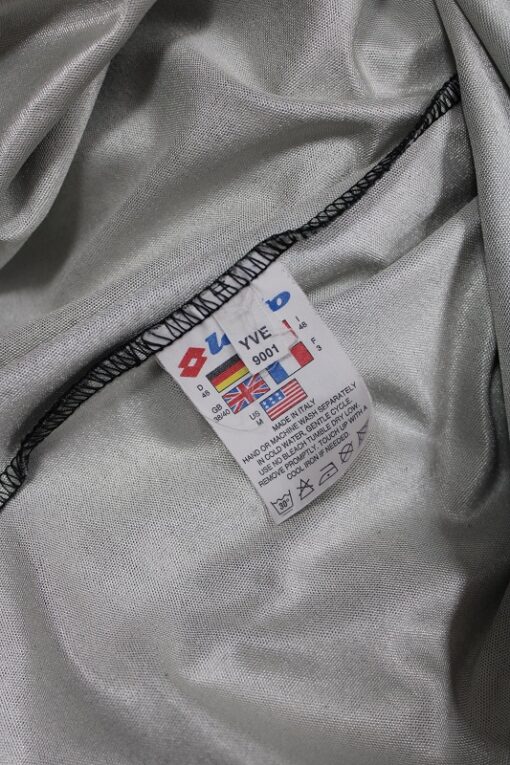 YVE
9001
D
48
I
48
GB
38/40
US
M
F
3
MADE IN ITALY
HAND OR MACHINE WASH SEPARATELY
IN COLD WATER, GENTLE CYCLE.
USE NO BLEACH TUMBLE DRY LOW.
REMOVE PROMPTLY, TOUCH UP WITH A
COOL IRON IF NEEDED.
30°